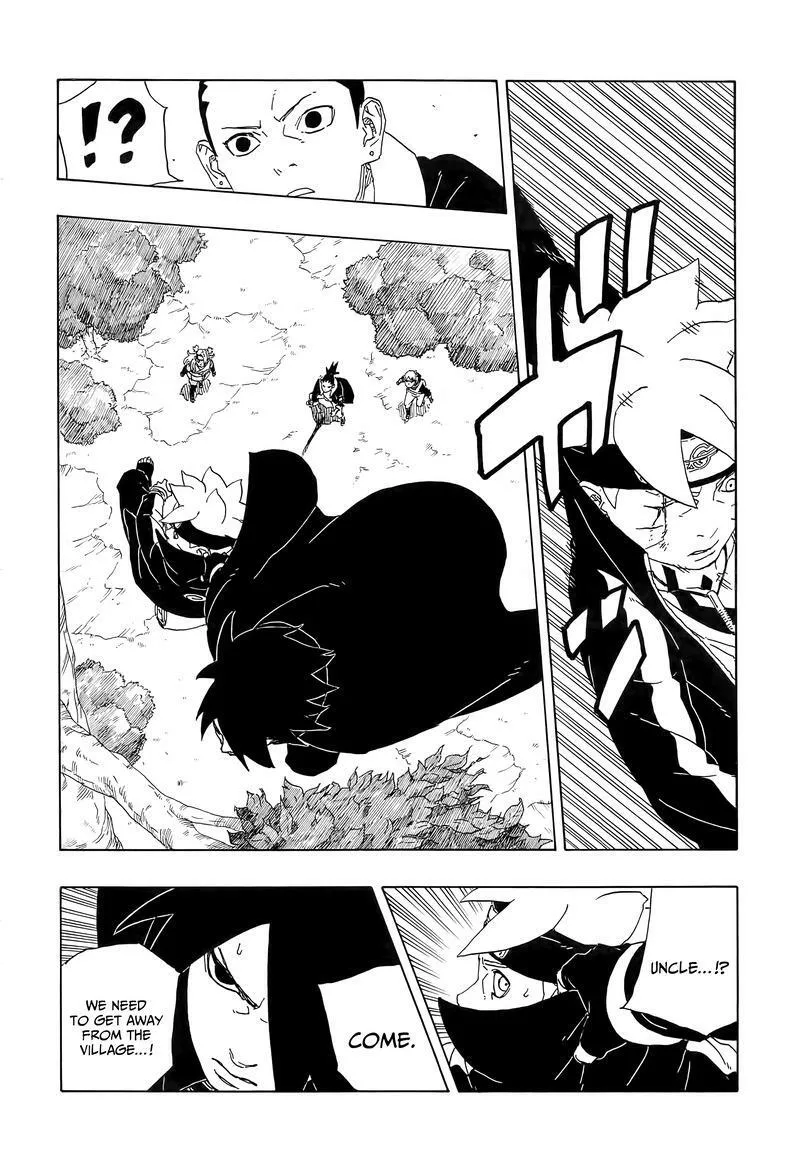 !?
UNCLE...!?
COME.
WE NEED
TO GET AWAY
FROM THE
VILLAGE...!